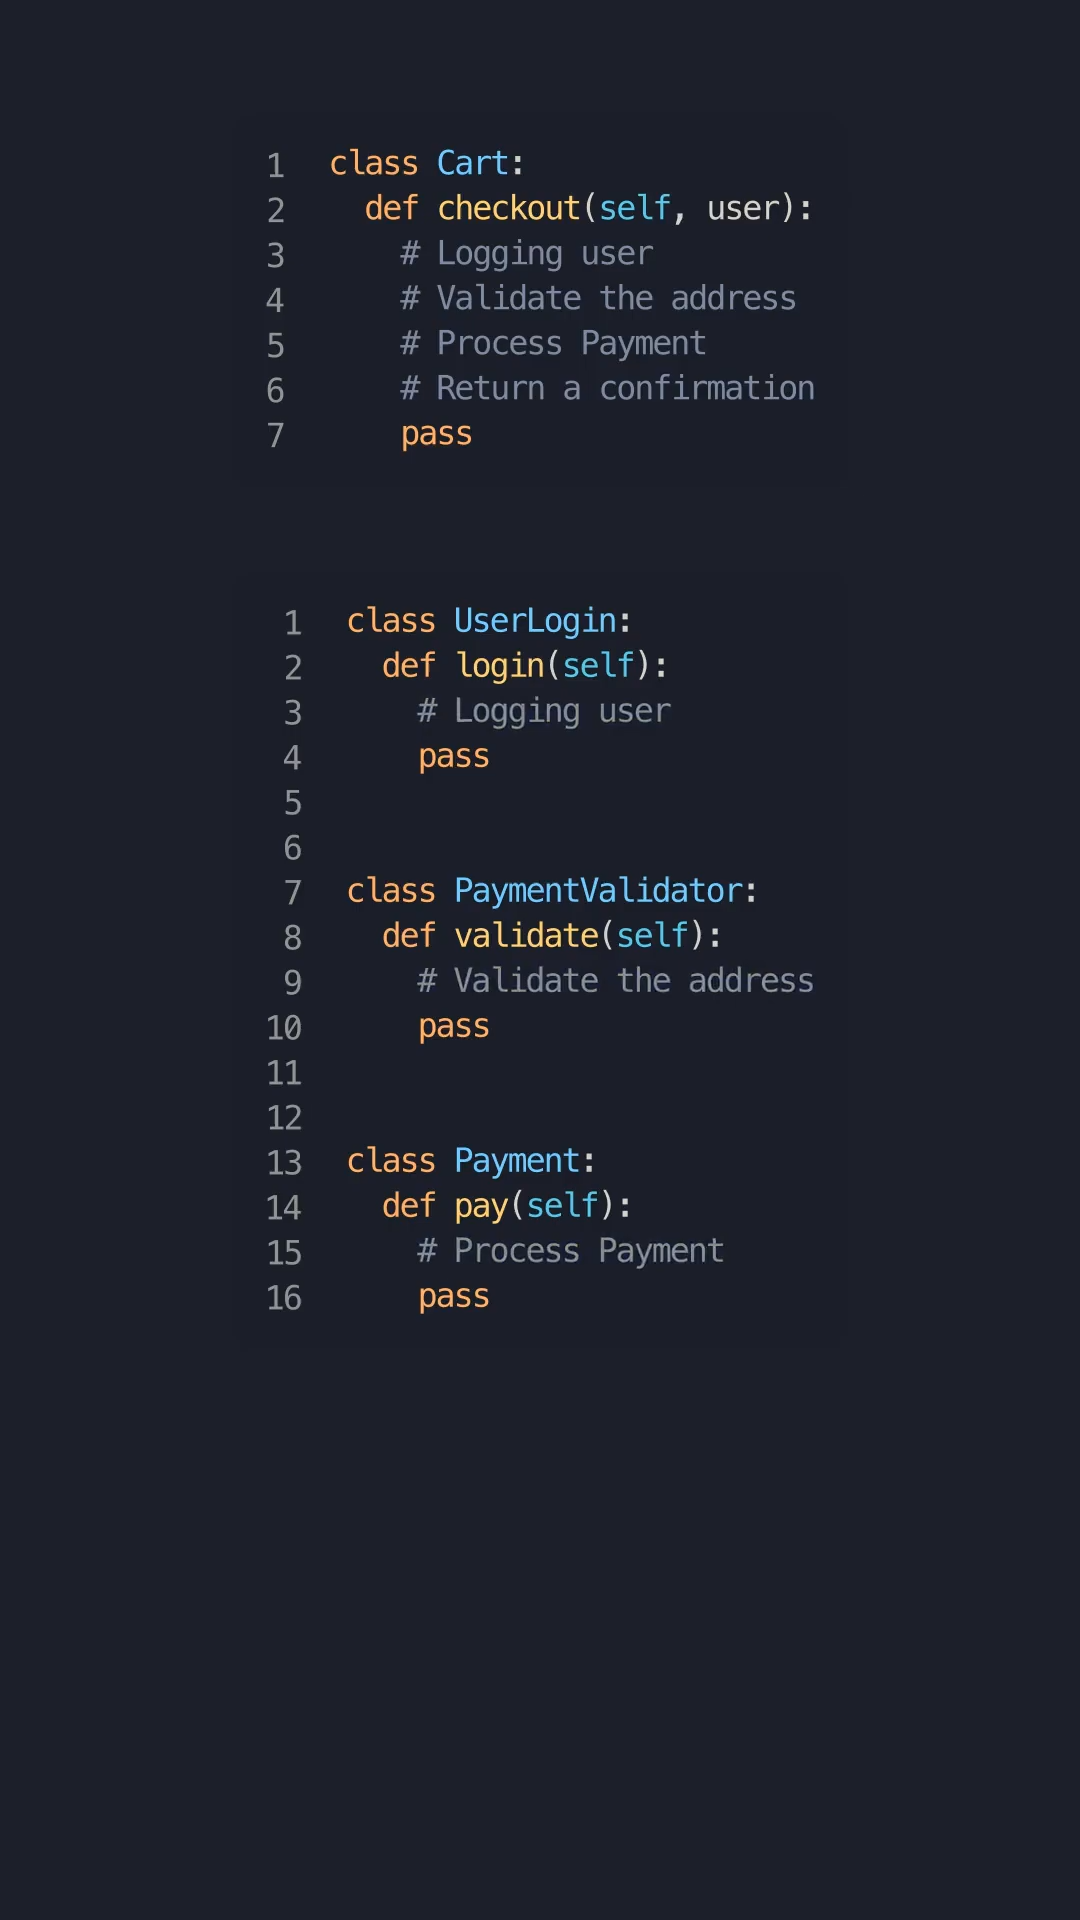 1 class Cart:
2   def checkout(self, user):
3     # Logging user
4     # Validate the address
5     # Process Payment
6     # Return a confirmation
7     pass
1 class UserLogin:
2   def login(self):
3     # Logging user
4     pass
5
6
7 class PaymentValidator:
8   def validate(self):
9     # Validate the address
10     pass
11
12
13 class Payment:
14   def pay(self):
15     # Process Payment
16     pass